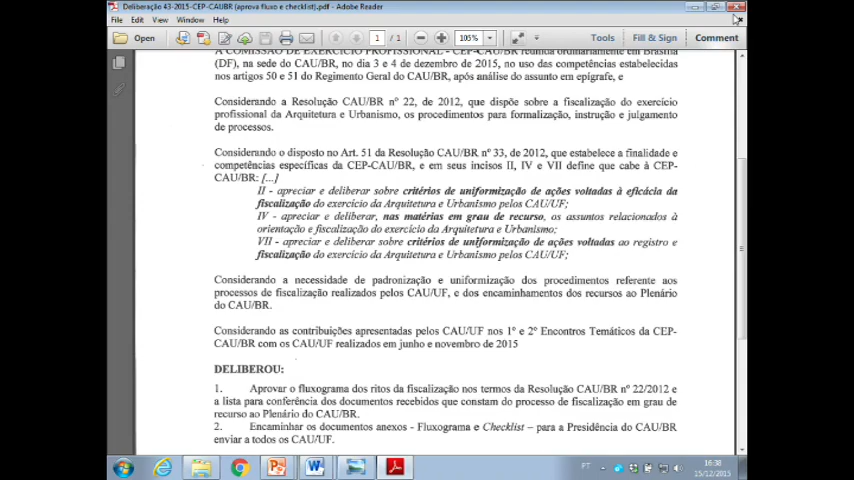 Deliberação 43-2015-CEP-CAUBR (aprova fluxo e checklist).pdf - Adobe Reader
File Edit View Window Help
Open 1 / 1 105% Tools Fill & Sign Comment
A COMISSÃO DE EXERCÍCIO PROFISSIONAL - CEP-CAU/BR reunida ordinariamente em Brasília
(DF), na sede do CAU/BR, no dia 3 e 4 de dezembro de 2015, no uso das competências estabelecidas
nos artigos 50 e 51 do Regimento Geral do CAU/BR, após análise do assunto em epígrafe, e
Considerando a Resolução CAU/BR nº 22, de 2012, que dispõe sobre a fiscalização do exercício
profissional da Arquitetura e Urbanismo, os procedimentos para formalização, instrução e julgamento
de processos.
Considerando o disposto no Art. 51 da Resolução CAU/BR nº 33, de 2012, que estabelece a finalidade e
competências específicas da CEP-CAU/BR, e em seus incisos II, IV e VII define que cabe à CEP-
CAU/BR: [...]
II - apreciar e deliberar sobre critérios de uniformização de ações voltadas à eficácia da
fiscalização do exercício da Arquitetura e Urbanismo pelos CAU/UF;
IV - apreciar e deliberar, nas matérias em grau de recurso, os assuntos relacionados à
orientação e fiscalização do exercício da Arquitetura e Urbanismo;
VII - apreciar e deliberar sobre critérios de uniformização de ações voltadas ao registro e
fiscalização do exercício da Arquitetura e Urbanismo pelos CAU/UF;
Considerando a necessidade de padronização e uniformização dos procedimentos referente aos
processos de fiscalização realizados pelos CAU/UF, e dos encaminhamentos dos recursos ao Plenário
do CAU/BR.
Considerando as contribuições apresentadas pelos CAU/UF nos 1º e 2º Encontros Temáticos da CEP-
CAU/BR com os CAU/UF realizados em junho e novembro de 2015
DELIBEROU:
1. Aprovar o fluxograma dos ritos da fiscalização nos termos da Resolução CAU/BR nº 22/2012 e
a lista para conferência dos documentos recebidos que constam do processo de fiscalização em grau de
recurso ao Plenário do CAU/BR.
2. Encaminhar os documentos anexos - Fluxograma e Checklist – para a Presidência do CAU/BR
enviar a todos os CAU/UF.
PT 16:38
15/12/2015